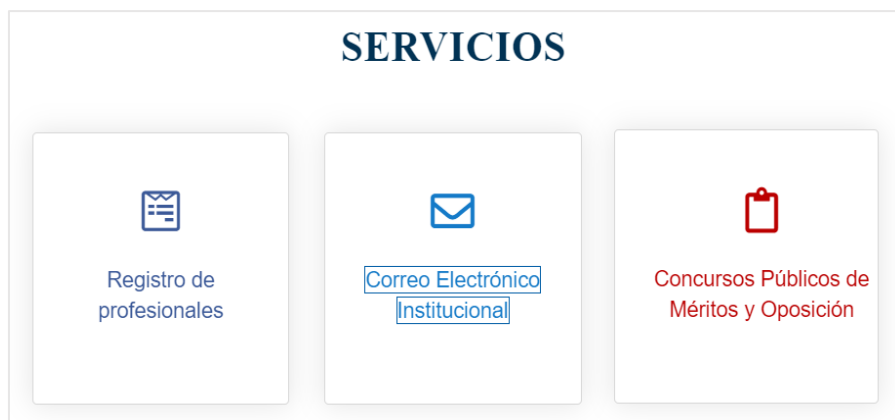 SERVICIOS
Registro de
profesionales
Correo Electrónico
Institucional
Concursos Públicos de
Méritos y Oposición